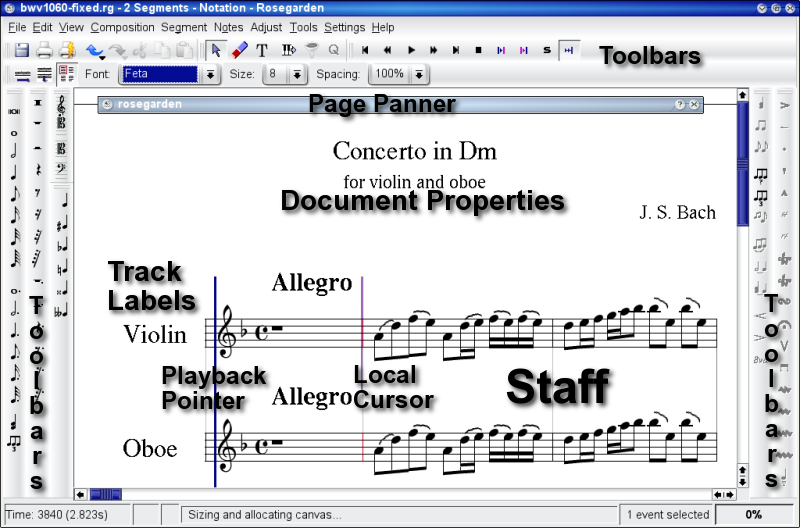 bwv1060-fixed.rg - 2 Segments - Notation - Rosegarden
File Edit View Composition Segment Notes Adjust Tools Settings Help
T Q S
Toolbars
Font: Feta Size: 8 Spacing: 100%
rosegarden
Page Panner
Concerto in Dm
for violin and oboe
Document Properties
J. S. Bach
Track
Labels
Allegro
Violin
Playback
Pointer
Local
Cursor
Staff
Allegro
Oboe
Toolbars
Toolbars
Time: 3840 (2.823s) Sizing and allocating canvas... 1 event selected 0%